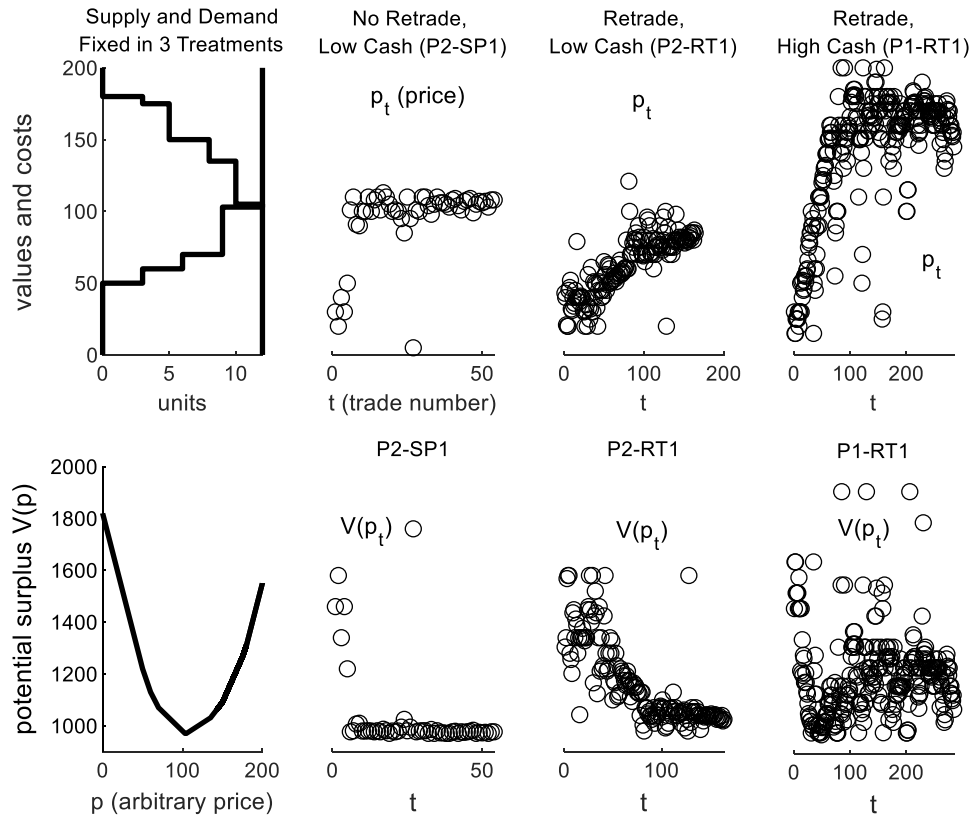 Supply and Demand
Fixed in 3 Treatments
No Retrade,
Low Cash (P2-SP1)
Retrade,
Low Cash (P2-RT1)
Retrade,
High Cash (P1-RT1)
values and costs
200
150
100
50
0
0
5
10
units
p_t (price)
0
50
t (trade number)
p_t
0
100
200
t
p_t
0
100
200
t
potential surplus V(p)
2000
1800
1600
1400
1200
1000
0
100
200
p (arbitrary price)
P2-SP1
V(p_t)
0
50
t
P2-RT1
V(p_t)
0
100
t
P1-RT1
V(p_t)
0
100
200
t